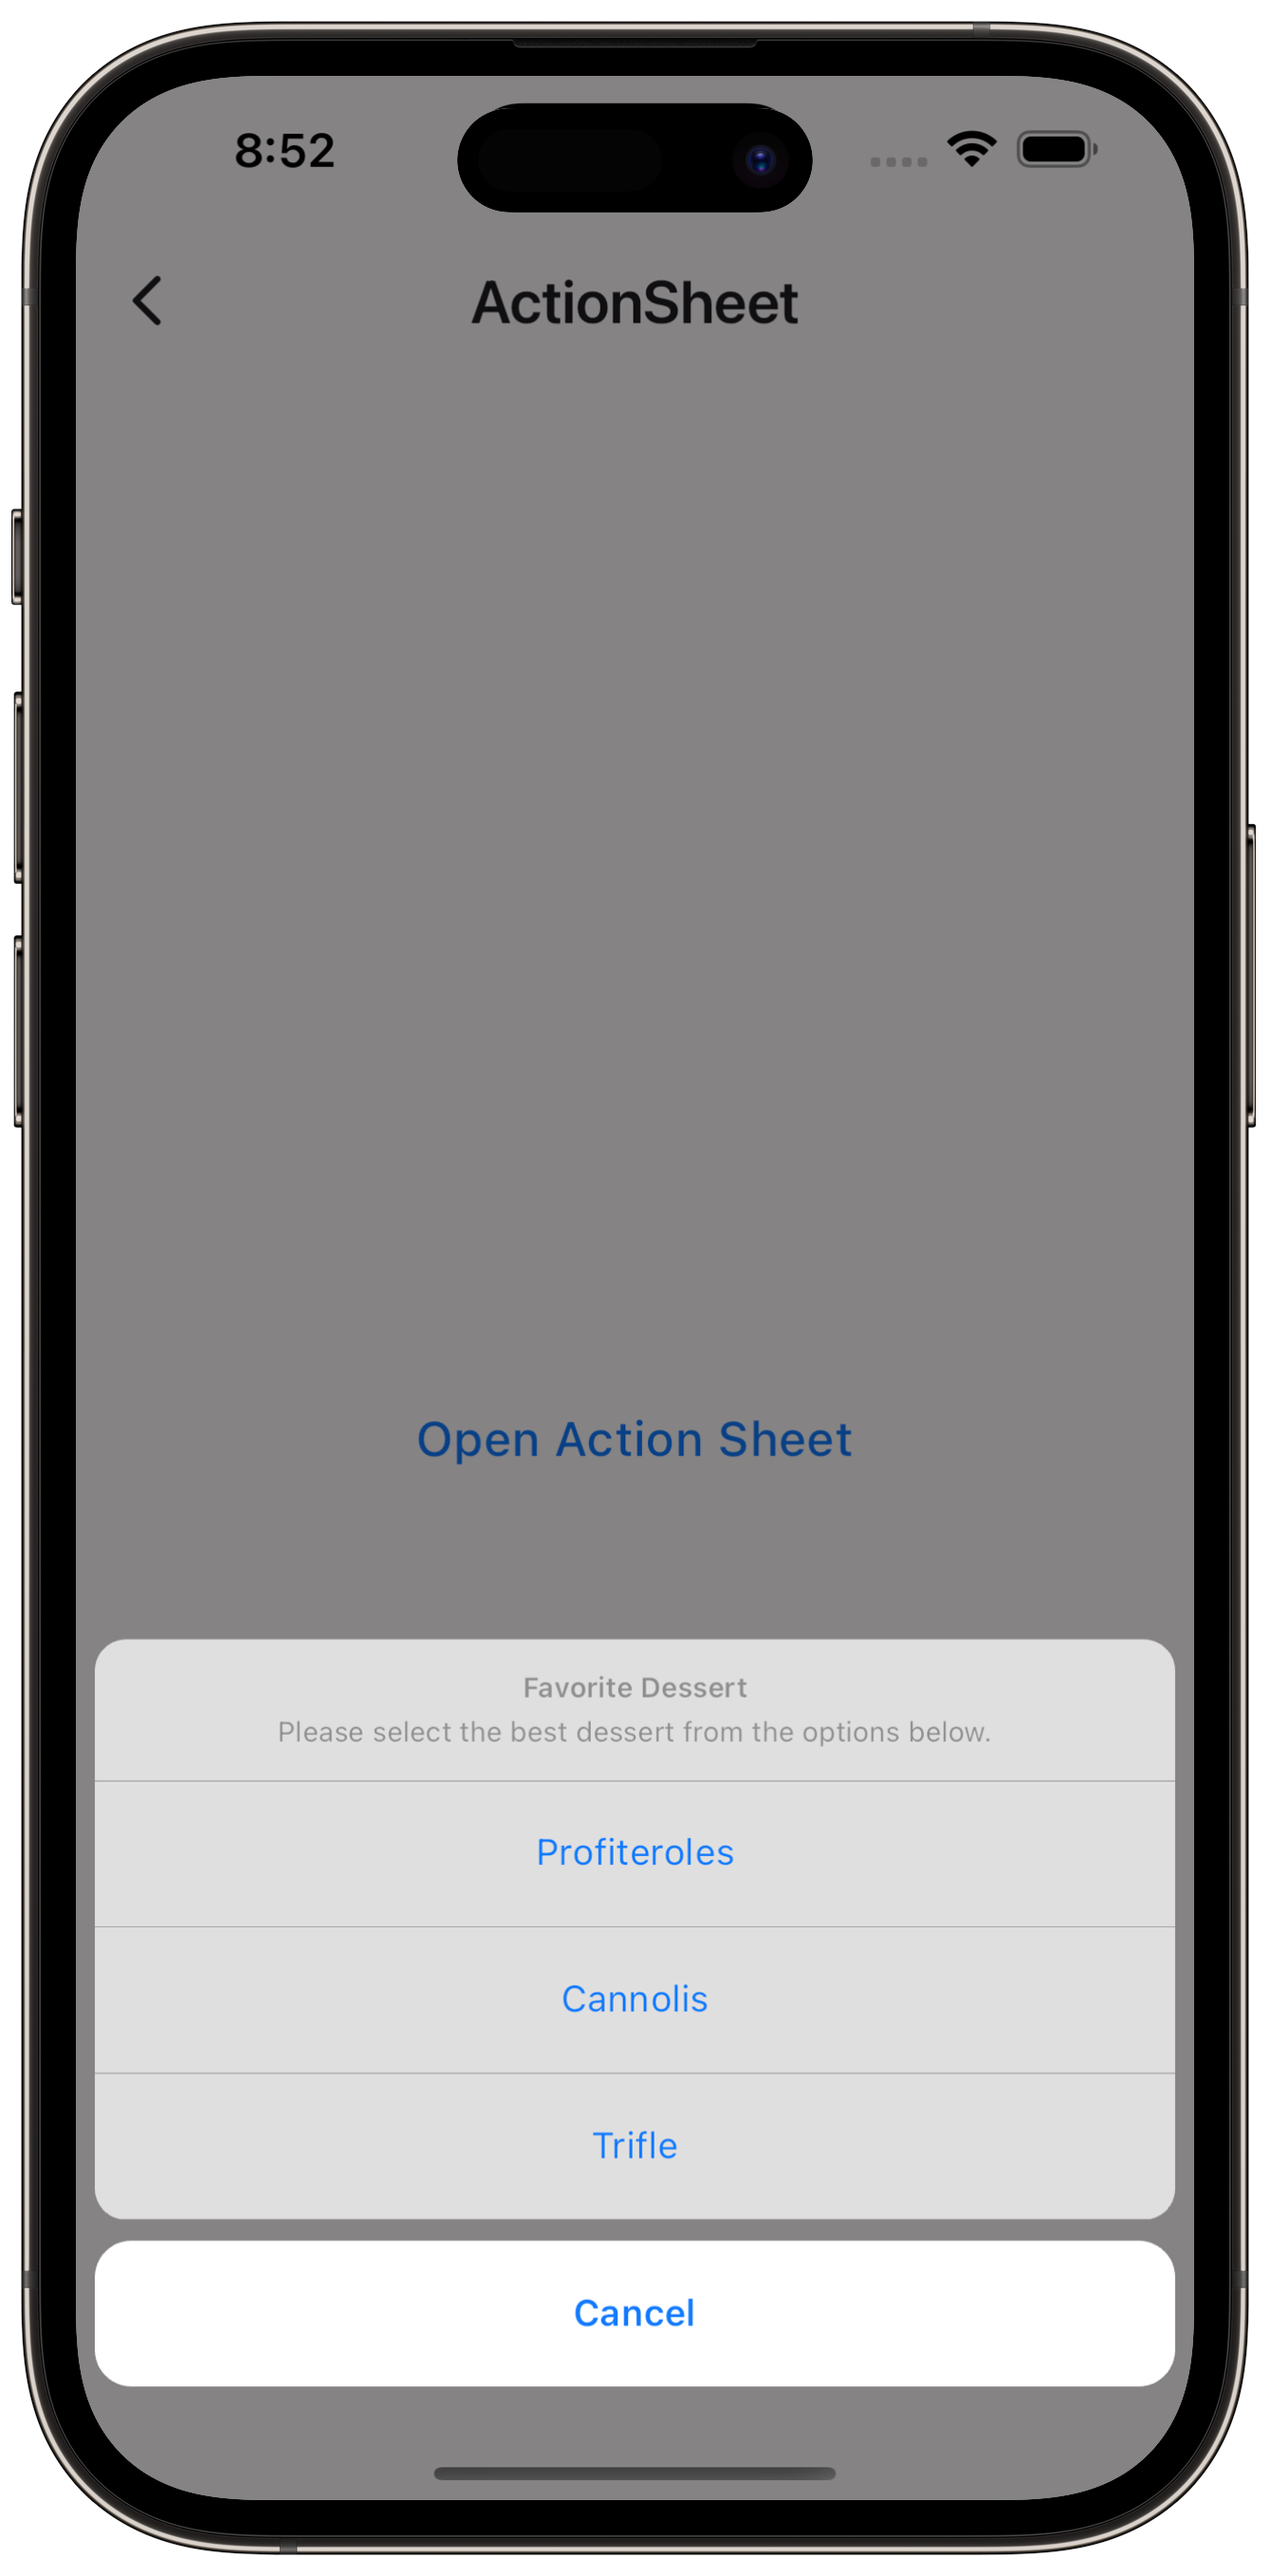 8:52
ActionSheet
Open Action Sheet
Favorite Dessert
Please select the best dessert from the options below.
Profiteroles
Cannolis
Trifle
Cancel